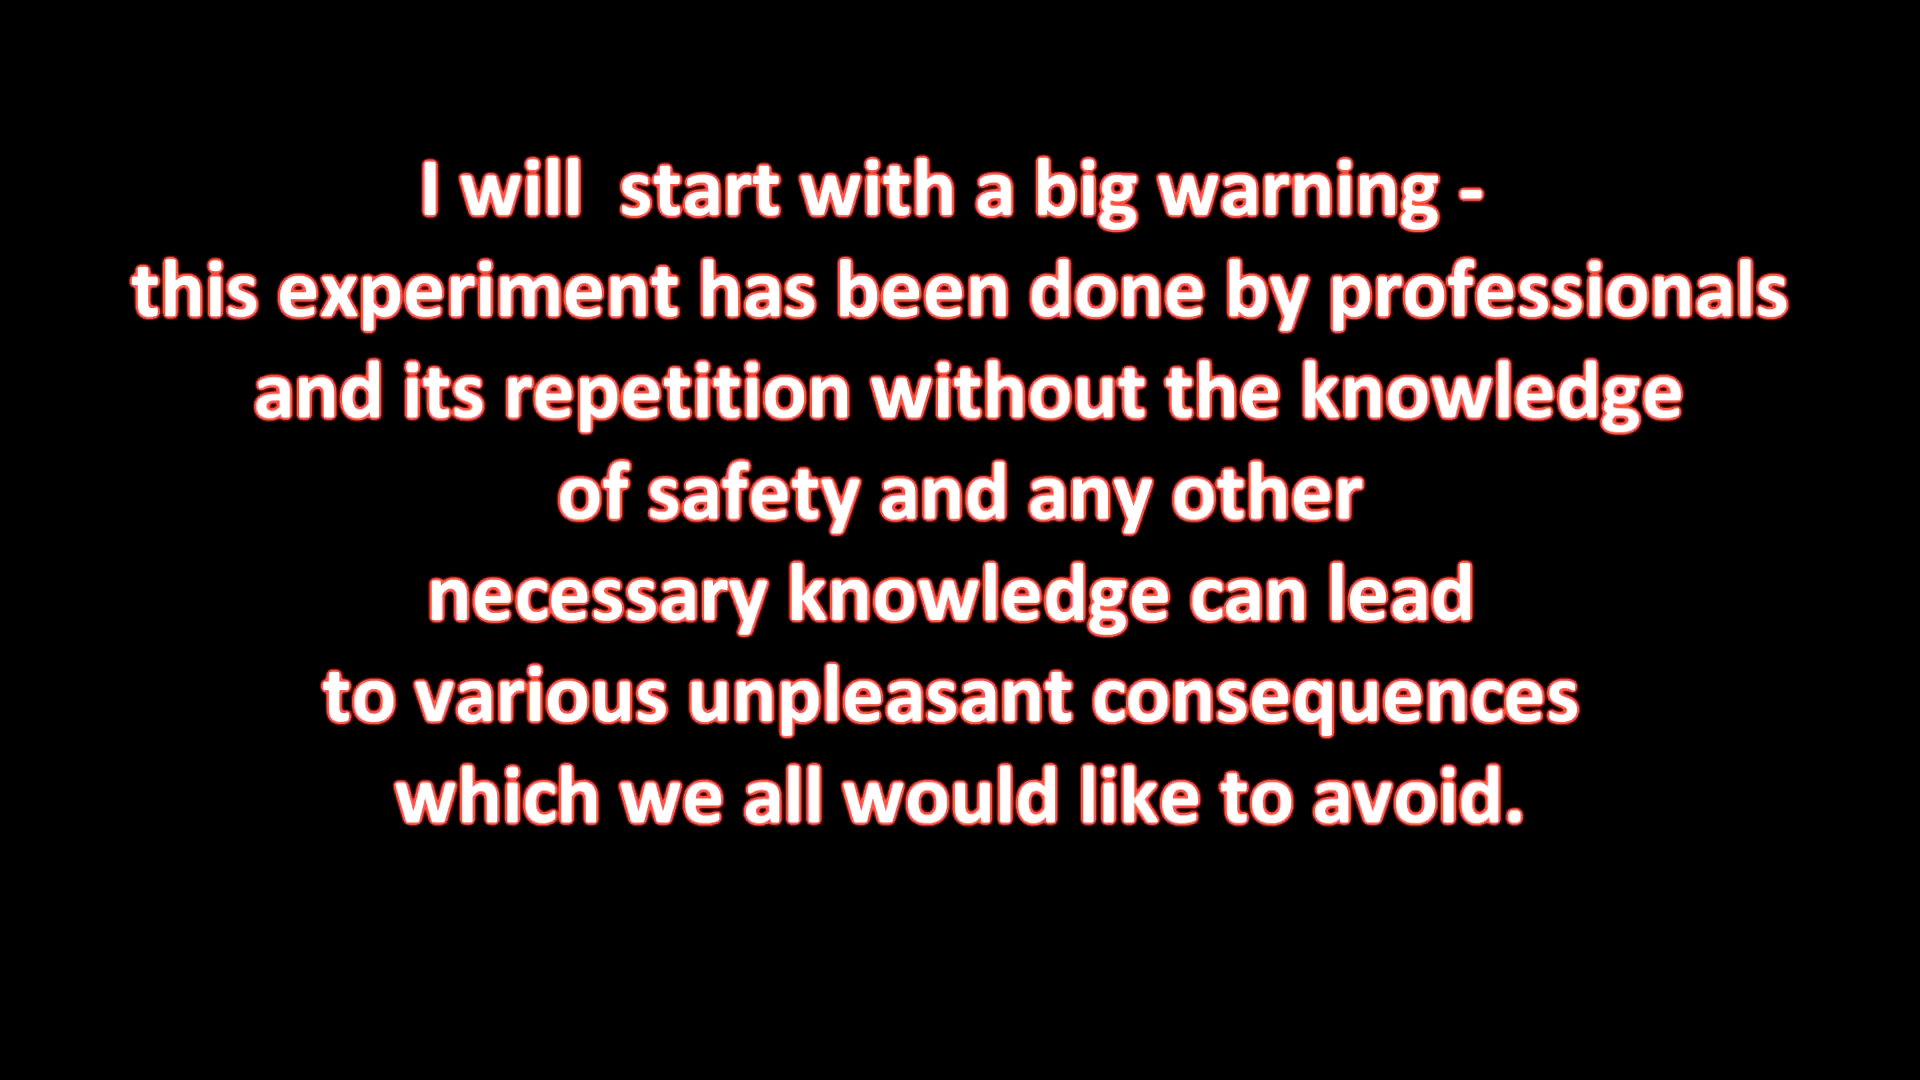 I will  start with a big warning -
this experiment has been done by professionals
and its repetition without the knowledge
of safety and any other
necessary knowledge can lead
to various unpleasant consequences
which we all would like to avoid.